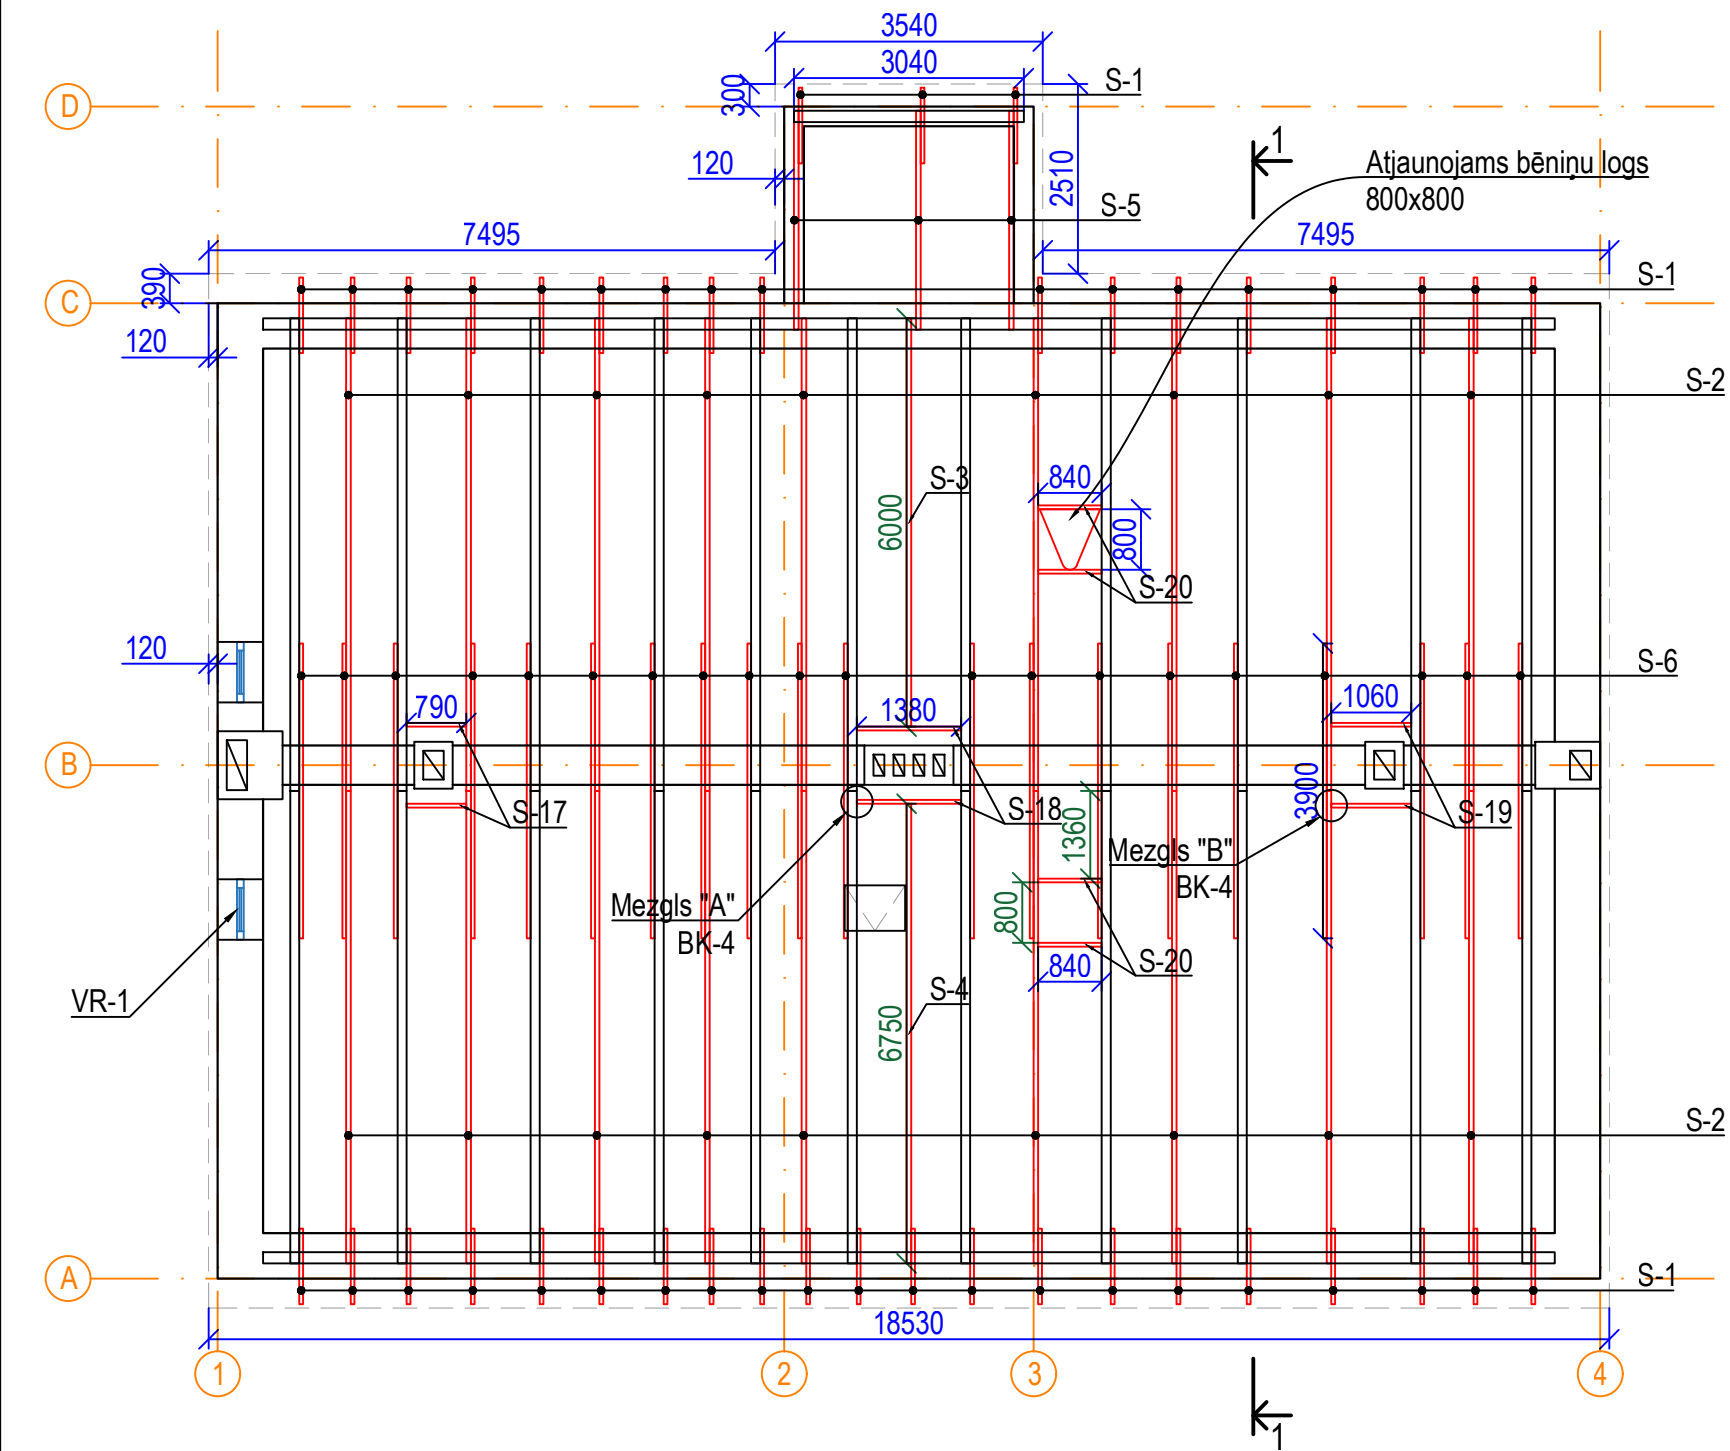 3540
3040
S-1
D
300
120
1
Atjaunojams bēniņu logs
800x800
2510
S-5
7495
7495
390
S-1
C
120
S-2
S-3
840
6000
800
S-20
120
S-6
790
1380
1060
B
3900
S-17
S-18
S-19
1360
Mezgls "B"
BK-4
Mezgls "A"
BK-4
800
S-20
840
VR-1
S-4
6750
S-2
A
S-1
18530
1
2
3
4
1